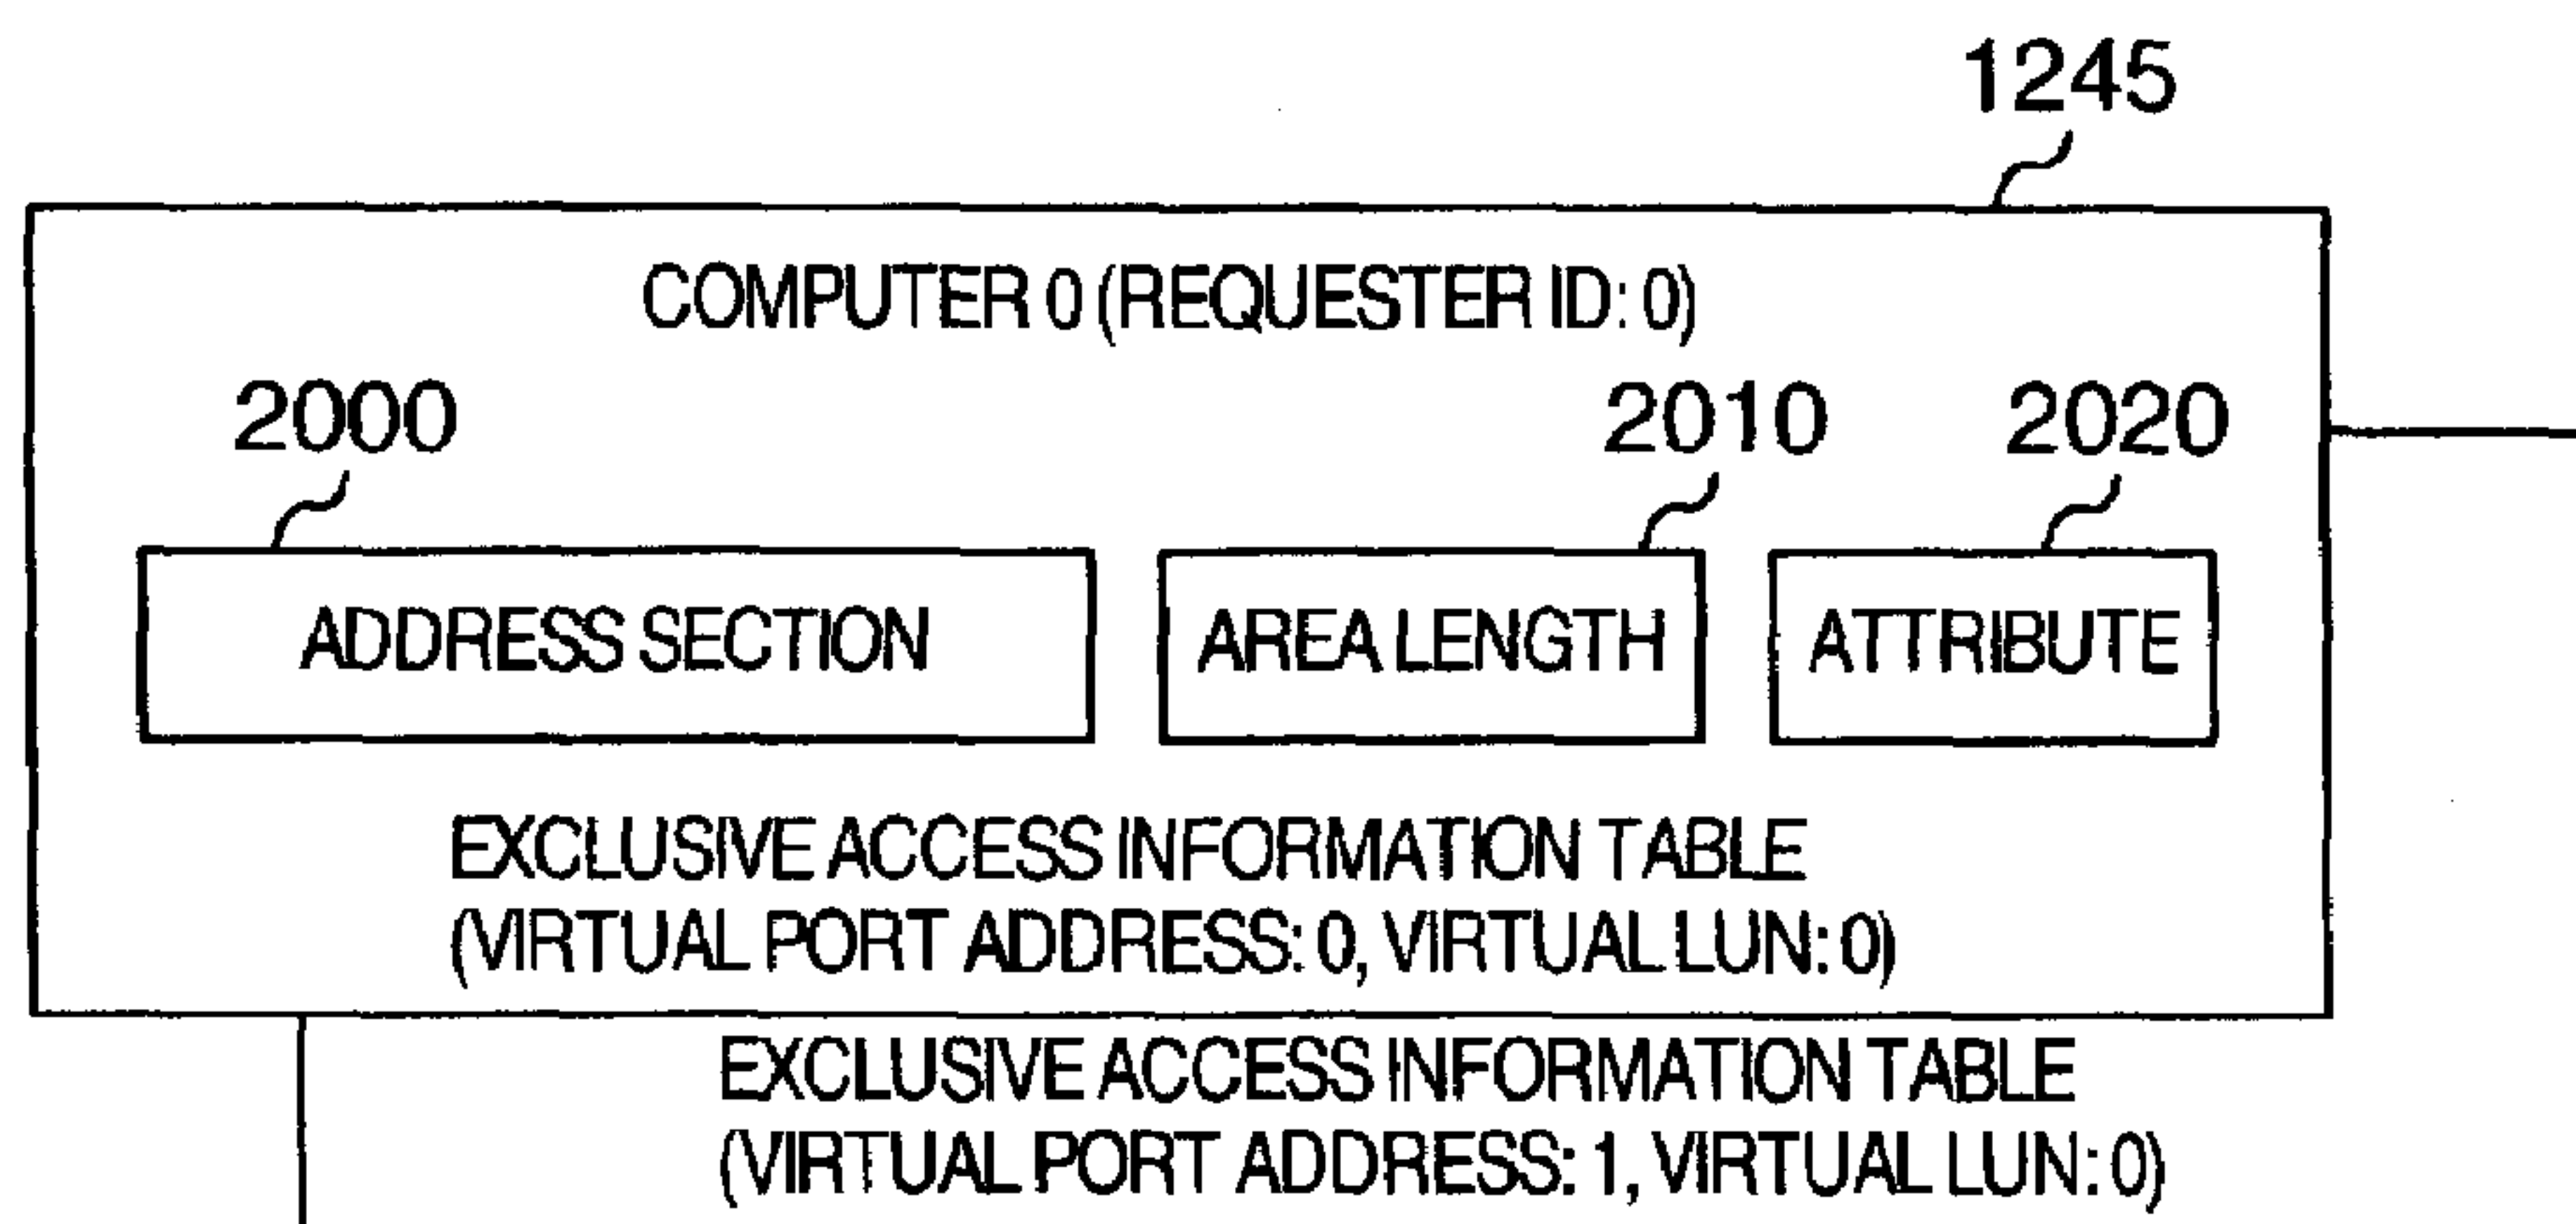 1245
COMPUTER 0 (REQUESTER ID: 0)
2000 2010 2020
ADDRESS SECTION AREA LENGTH ATTRIBUTE
EXCLUSIVE ACCESS INFORMATION TABLE
(VIRTUAL PORT ADDRESS: 0, VIRTUAL LUN: 0)
EXCLUSIVE ACCESS INFORMATION TABLE
(VIRTUAL PORT ADDRESS: 1, VIRTUAL LUN: 0)